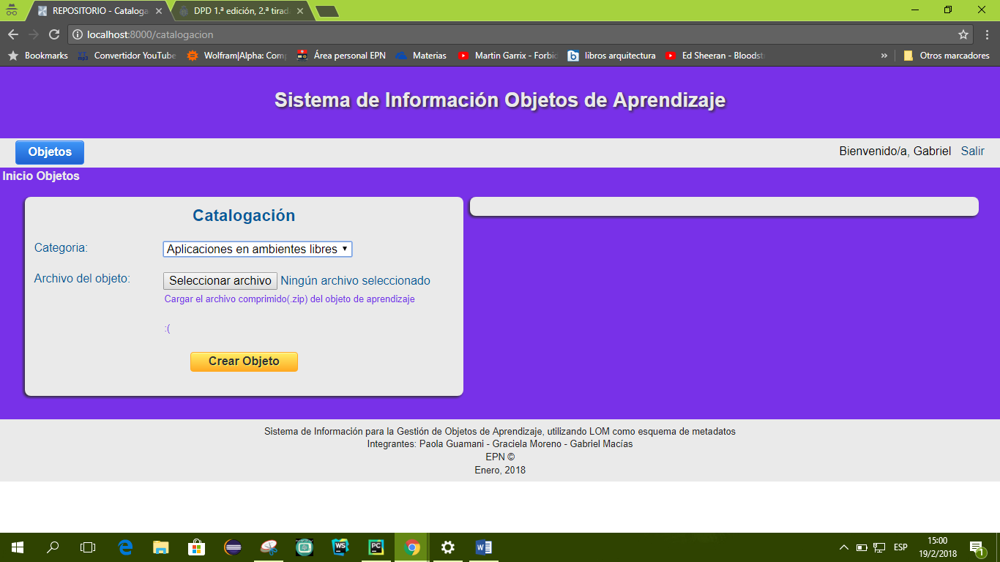 REPOSITORIO - Cataloga
DPD 1.ª edición, 2.ª tirad
localhost:8000/catalogacion
Bookmarks
Convertidor YouTube
Wolfram|Alpha: Com
Área personal EPN
Materias
Martin Garrix - Forbid
libros arquitectura
Ed Sheeran - Bloodst
»
Otros marcadores
Sistema de Información Objetos de Aprendizaje
Objetos
Bienvenido/a, Gabriel Salir
Inicio Objetos
Catalogación
Categoria:
Aplicaciones en ambientes libres
Archivo del objeto:
Seleccionar archivo Ningún archivo seleccionado
Cargar el archivo comprimido(.zip) del objeto de aprendizaje
:(
Crear Objeto
Sistema de Información para la Gestión de Objetos de Aprendizaje, utilizando LOM como esquema de metadatos
Integrantes: Paola Guamani - Graciela Moreno - Gabriel Macías
EPN ©
Enero, 2018
WS
PC
ESP
15:00
19/2/2018
1